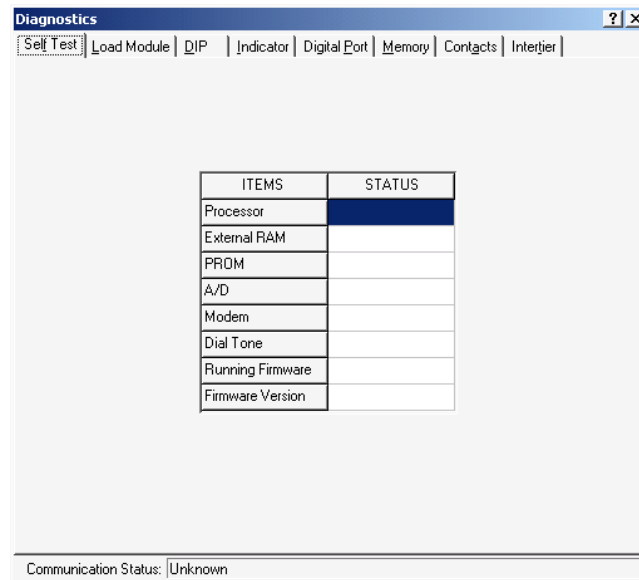 Diagnostics
Self Test Load Module DIP Indicator Digital Port Memory Contacts Intertier
ITEMS STATUS
Processor
External RAM
PROM
A/D
Modem
Dial Tone
Running Firmware
Firmware Version
Communication Status: Unknown